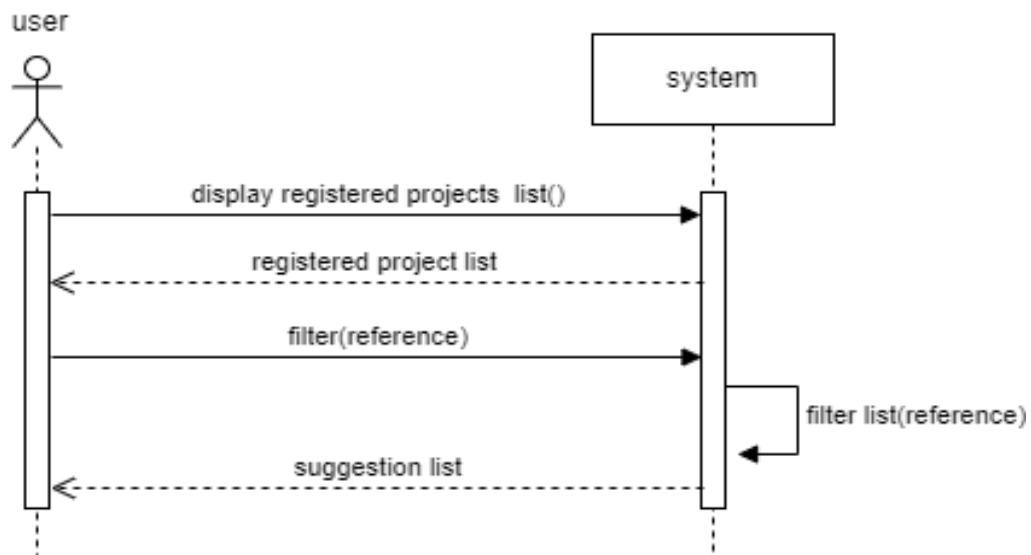 user
system
display registered projects  list()
registered project list
filter(reference)
filter list(reference)
suggestion list